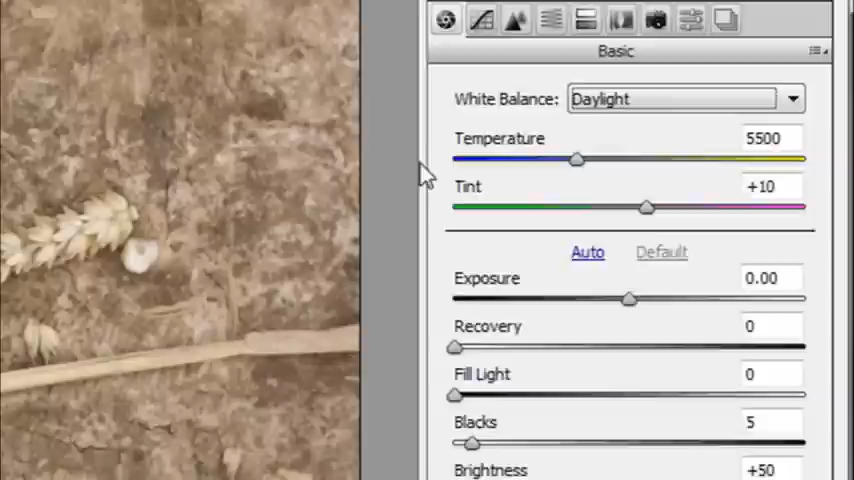 Basic
White Balance: Daylight
Temperature 5500
Tint +10
Auto Default
Exposure 0.00
Recovery 0
Fill Light 0
Blacks 5
Brightness +50